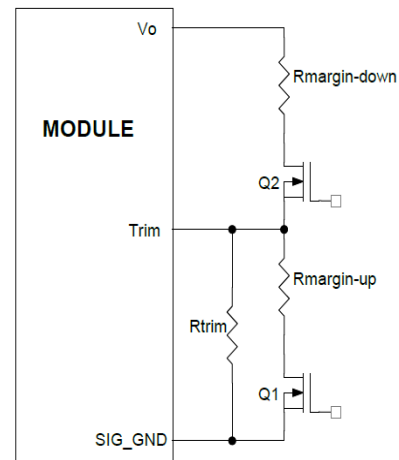 Vo
Rmargin-down
MODULE
Q2
Trim
Rmargin-up
Rtrim
Q1
SIG_GND